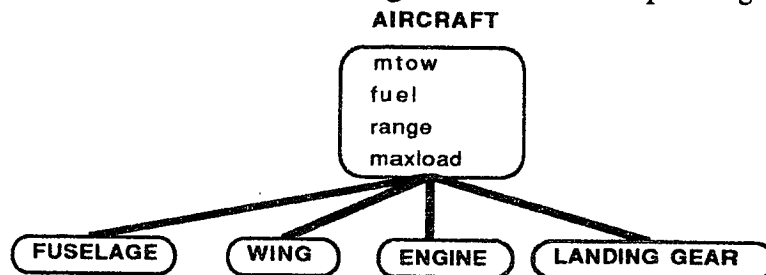 AIRCRAFT
mtow
fuel
range
maxload
FUSELAGE WING ENGINE LANDING GEAR